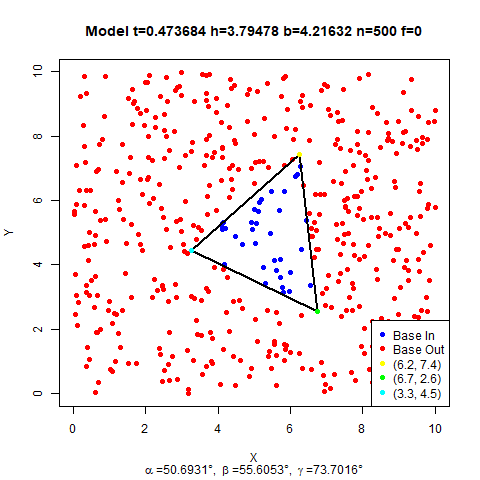 Model t=0.473684 h=3.79478 b=4.21632 n=500 f=0
10
8
6
4
2
0
Y
Base In
Base Out
(6.2, 7.4)
(6.7, 2.6)
(3.3, 4.5)
0 2 4 6 8 10
X
α=50.6931°, β=55.6053°, γ=73.7016°